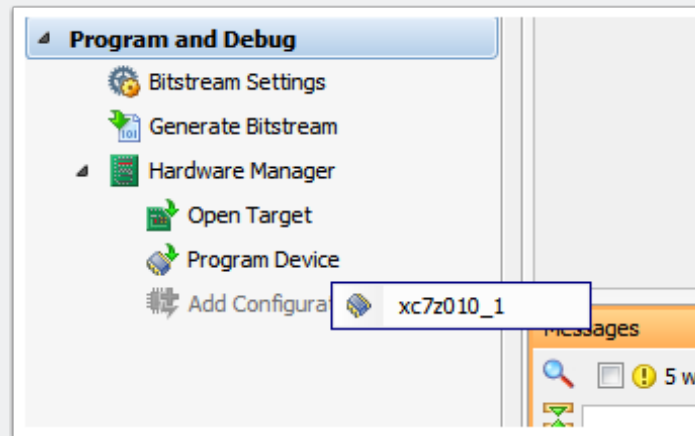 Program and Debug
Bitstream Settings
Generate Bitstream
Hardware Manager
Open Target
Program Device
Add Configurat
xc7z010_1
Messages
5 w